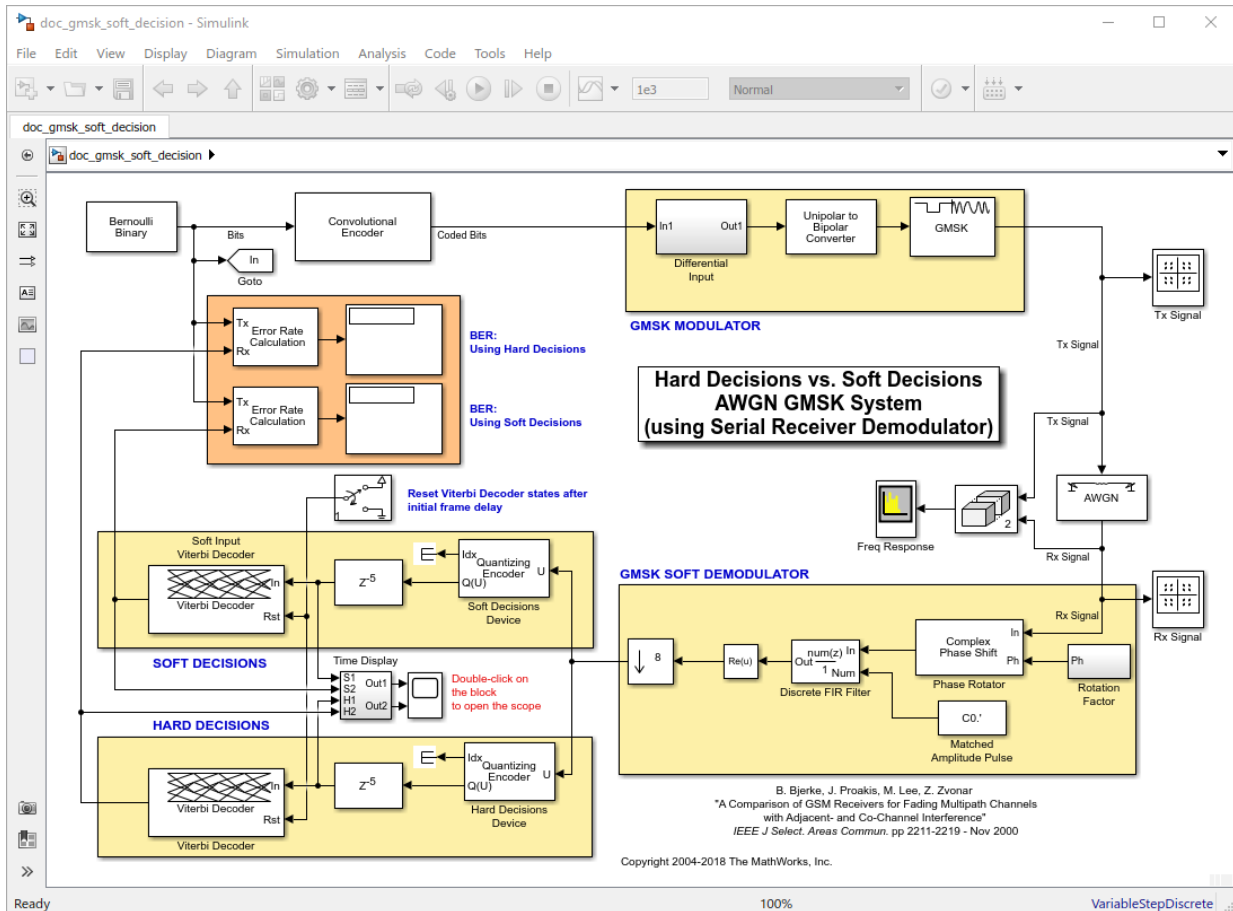 doc_gmsk_soft_decision - Simulink
File Edit View Display Diagram Simulation Analysis Code Tools Help
1e3
Normal
doc_gmsk_soft_decision
doc_gmsk_soft_decision
Bernoulli
Binary
Bits
In
Goto
Convolutional
Encoder
Coded Bits
In1 Out1
Differential
Input
Unipolar to
Bipolar
Converter
GMSK
GMSK MODULATOR
Tx Signal
Tx Signal
Tx
Rx
Error Rate
Calculation
BER:
Using Hard Decisions
Tx
Rx
Error Rate
Calculation
BER:
Using Soft Decisions
Hard Decisions vs. Soft Decisions
AWGN GMSK System
(using Serial Receiver Demodulator)
Tx Signal
AWGN
2
Freq Response
Rx Signal
Reset Viterbi Decoder states after
initial frame delay
Soft Input
Viterbi Decoder
In
Viterbi Decoder
Rst
Z-5
Idx
Quantizing
Encoder
Q(U)
U
Soft Decisions
Device
SOFT DECISIONS
GMSK SOFT DEMODULATOR
Rx Signal
Rx Signal
8
Re(u)
num(z)
1
Out
In
Num
Discrete FIR Filter
In
Complex
Phase Shift
Ph
Phase Rotator
Ph
Rotation
Factor
C0.'
Matched
Amplitude Pulse
Time Display
S1
S2
H1
H2
Out1
Out2
Double-click on
the block
to open the scope
HARD DECISIONS
In
Viterbi Decoder
Rst
Viterbi Decoder
Z-5
Idx
Quantizing
Encoder
Q(U)
U
Hard Decisions
Device
B. Bjerke, J. Proakis, M. Lee, Z. Zvonar
"A Comparison of GSM Receivers for Fading Multipath Channels
with Adjacent- and Co-Channel Interference"
IEEE J Select. Areas Commun. pp 2211-2219 - Nov 2000
Copyright 2004-2018 The MathWorks, Inc.
Ready 100% VariableStepDiscrete